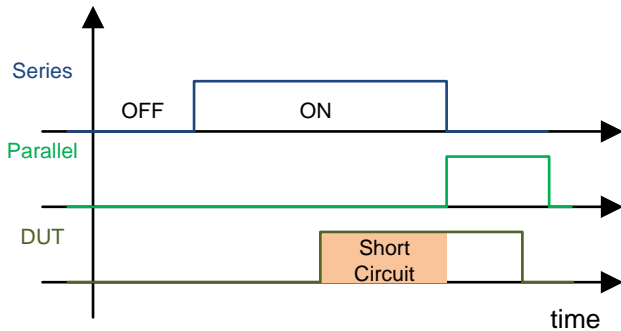 Series
OFF
ON
Parallel
DUT
Short
Circuit
time